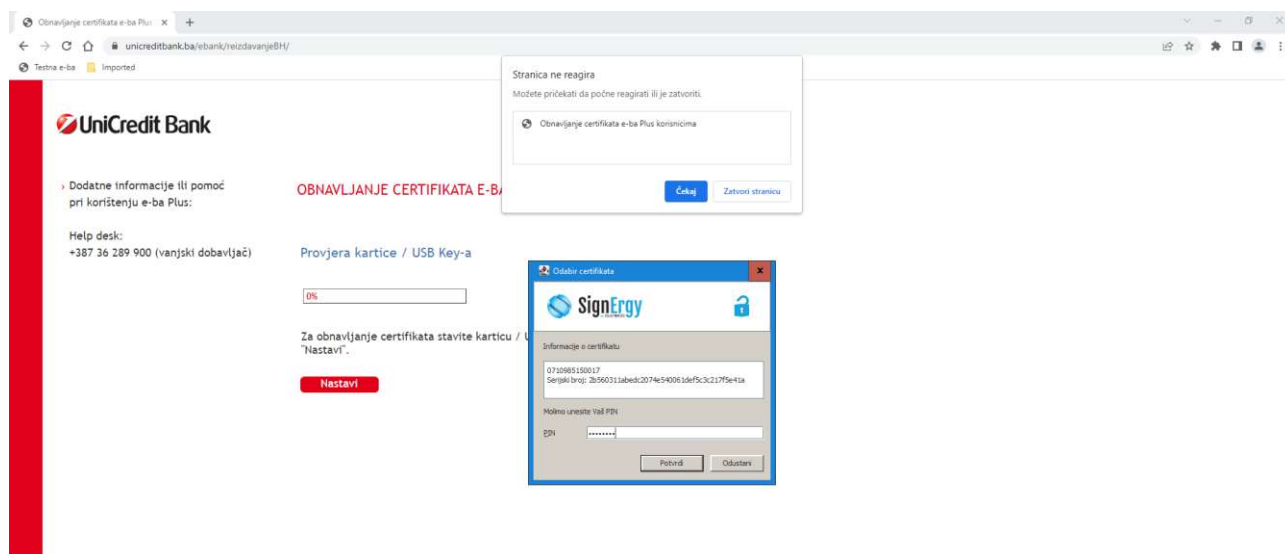 Obnavljanje certifikata e-ba Plu
unicreditbank.ba/ebank/reizdavanjeBH/
Testna e-ba
Imported
Stranica ne reagira
Možete pričekati da počne reagirati ili je zatvoriti.
Obnavljanje certifikata e-ba Plus korisnicima
Čekaj
Zatvori stranicu
UniCredit Bank
Dodatne informacije ili pomoć
pri korištenju e-ba Plus:
Help desk:
+387 36 289 900 (vanjski dobavljač)
OBNAVLJANJE CERTIFIKATA E-BA
Provjera kartice / USB Key-a
0%
Za obnavljanje certifikata stavite karticu / U
"Nastavi".
Nastavi
Odabir certifikata
SignErgy
Informacije o certifikatu
0710985150017
Serijski broj: 2b560311abedc2074e540061def5c3c217f5e41a
Molimo unesite Vaš PIN
PIN ••••••••
Potvrdi
Odustani